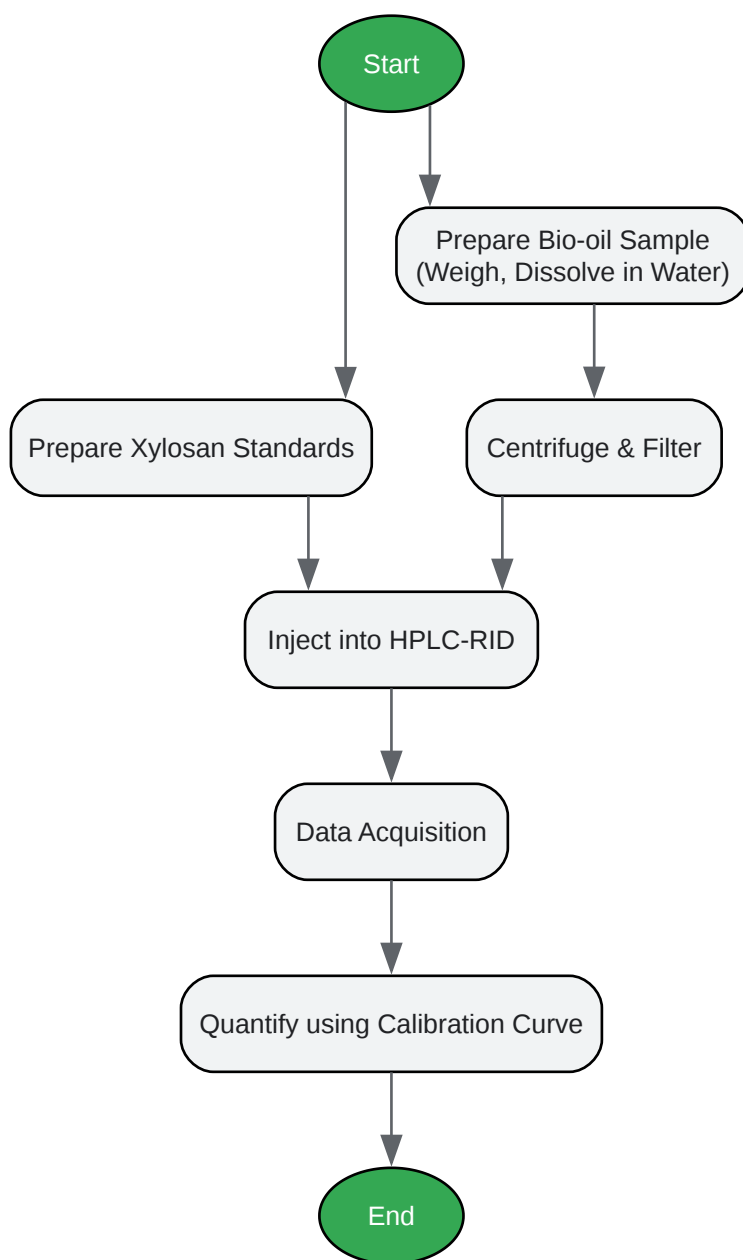 Start
Prepare Bio-oil Sample
(Weigh, Dissolve in Water)
Prepare Xylosan Standards
Centrifuge & Filter
Inject into HPLC-RID
Data Acquisition
Quantify using Calibration Curve
End